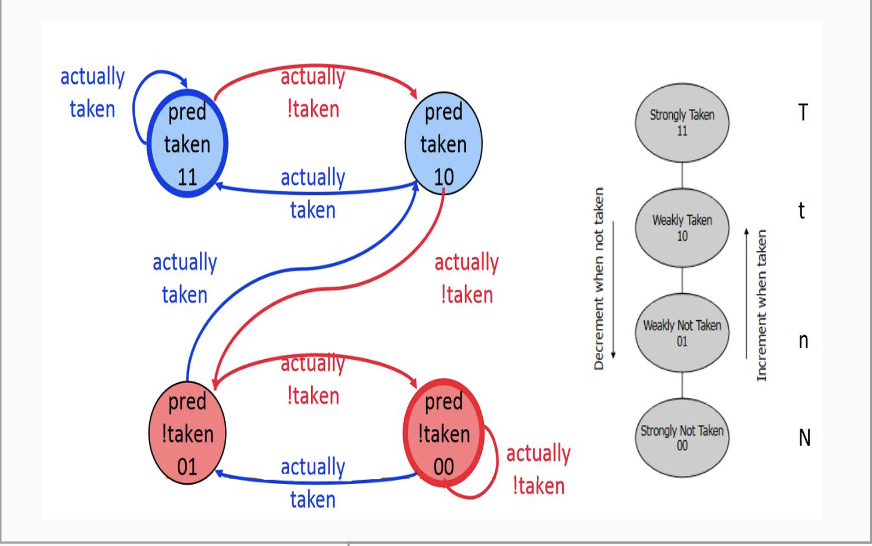 actually
taken
pred
taken
11
actually
!taken
pred
taken
10
actually
taken
actually
taken
actually
!taken
actually
!taken
pred
!taken
01
pred
!taken
00
actually
taken
actually
!taken
Strongly Taken
11
T
Weakly Taken
10
t
Decrement when not taken
Increment when taken
Weakly Not Taken
01
n
Strongly Not Taken
00
N